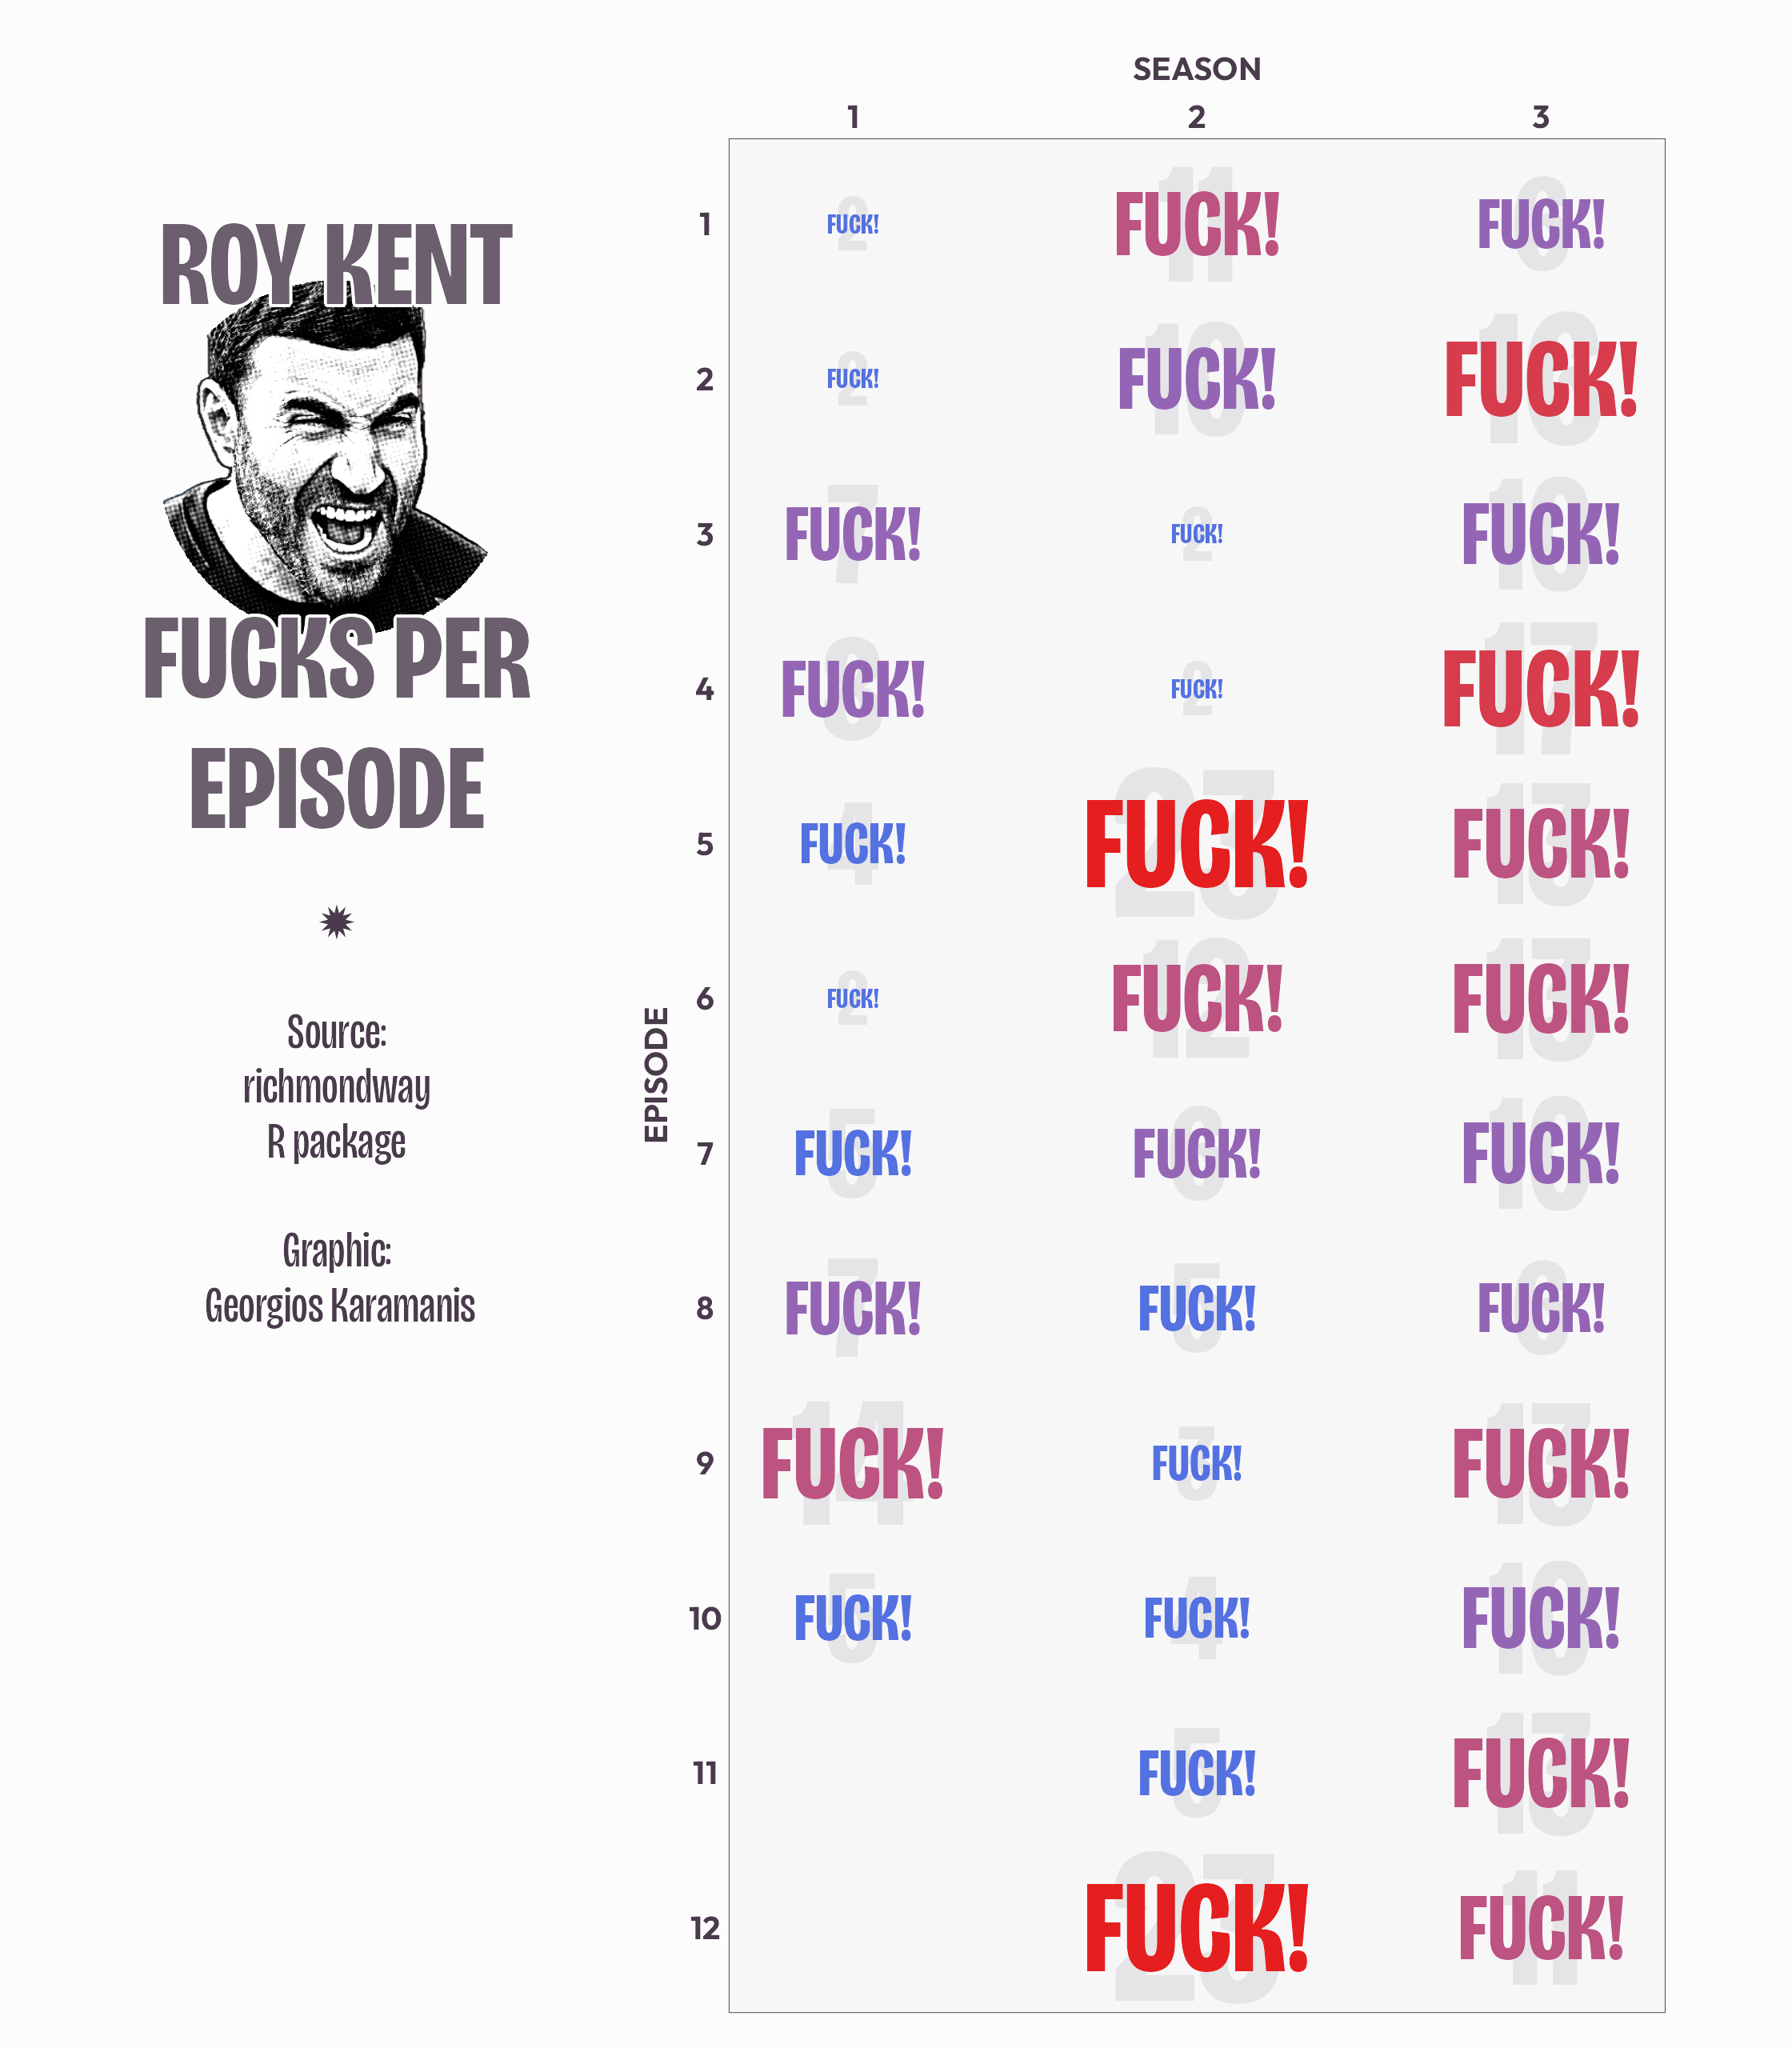 SEASON
1 2 3
ROY KENT
FUCKS PER
EPISODE
Source:
richmondway
R package
Graphic:
Georgios Karamanis
EPISODE
1 2 FUCK! 11 FUCK! 6 FUCK!
2 2 FUCK! 10 FUCK! 16 FUCK!
3 7 FUCK! 2 FUCK! 10 FUCK!
4 8 FUCK! 2 FUCK! 17 FUCK!
5 4 FUCK! 23 FUCK! 13 FUCK!
6 2 FUCK! 12 FUCK! 13 FUCK!
7 5 FUCK! 6 FUCK! 10 FUCK!
8 7 FUCK! 5 FUCK! 6 FUCK!
9 14 FUCK! 3 FUCK! 13 FUCK!
10 5 FUCK! 4 FUCK! 10 FUCK!
11 5 FUCK! 13 FUCK!
12 23 FUCK! 11 FUCK!